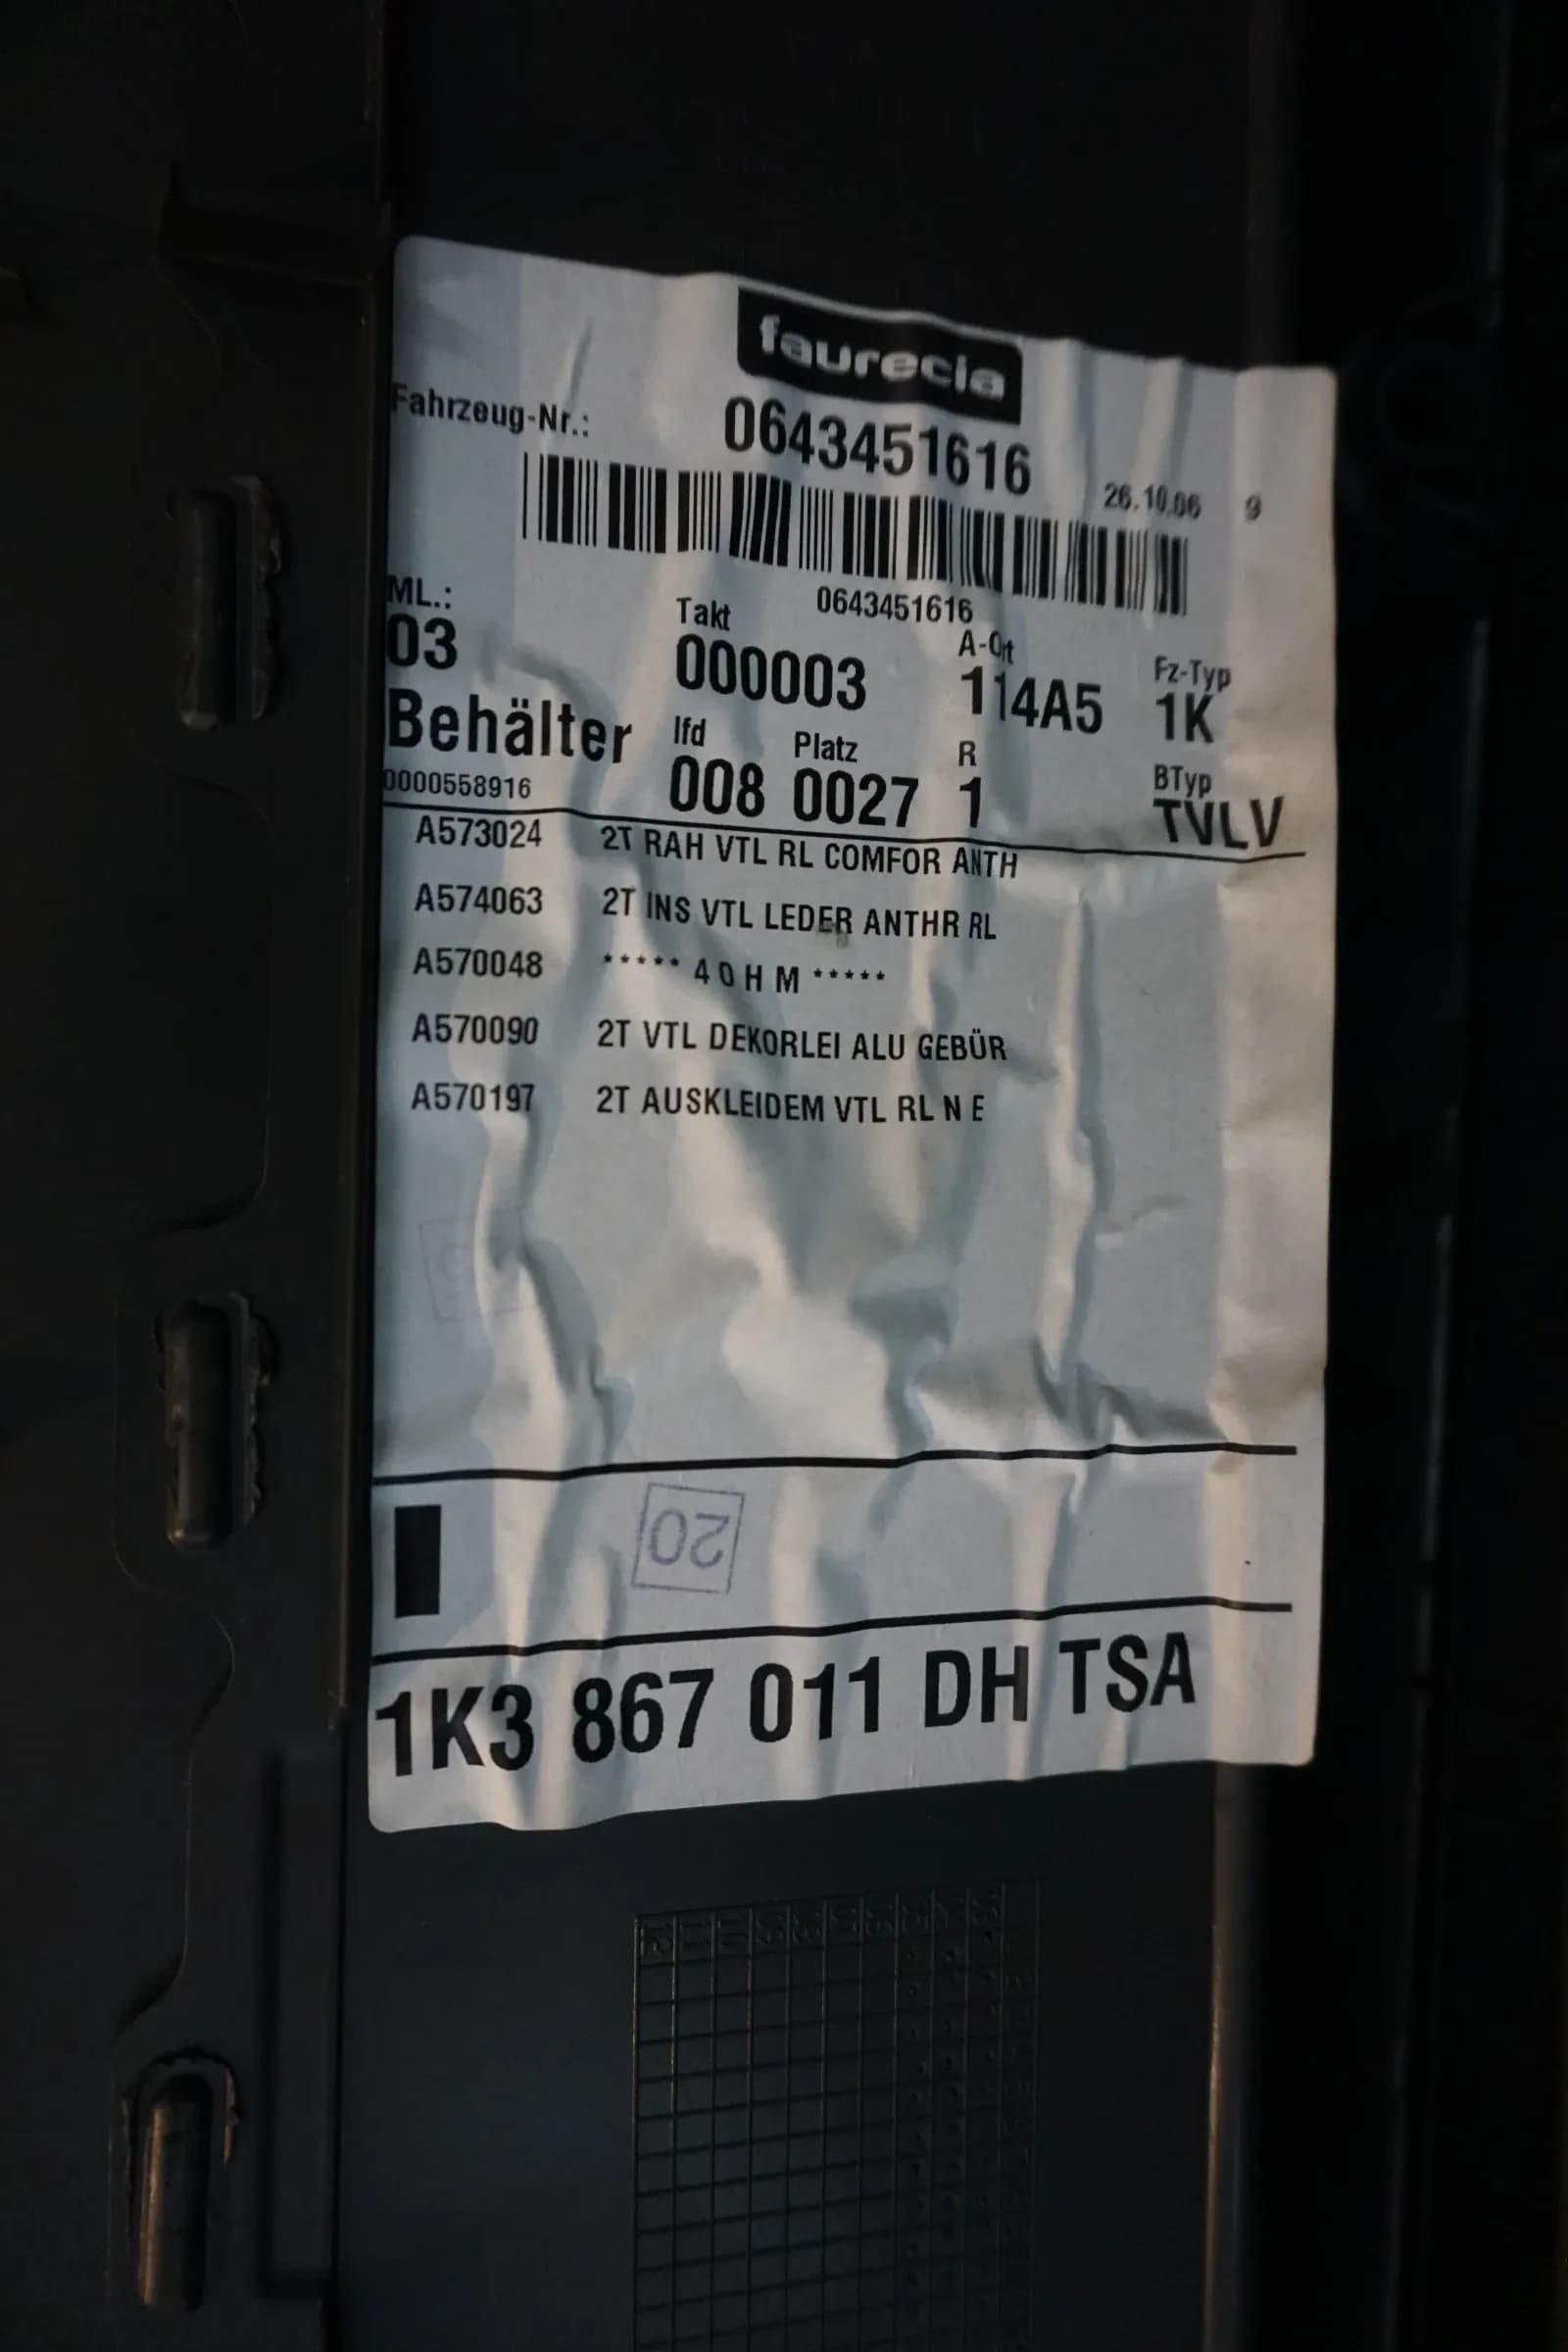 faurecia
Fahrzeug-Nr.: 0643451616
26.10.06 9
0643451616
ML.: Takt A-Ort Fz-Typ
03 000003 114A5 1K
Behälter lfd Platz R BTyp
0000558916 008 0027 1 TVLV
A573024 2T RAH VTL RL COMFOR ANTH
A574063 2T INS VTL LEDER ANTHR RL
A570048 ***** 4 0 H M *****
A570090 2T VTL DEKORLEI ALU GEBÜR
A570197 2T AUSKLEIDEM VTL RL N E
20
1K3 867 011 DH TSA